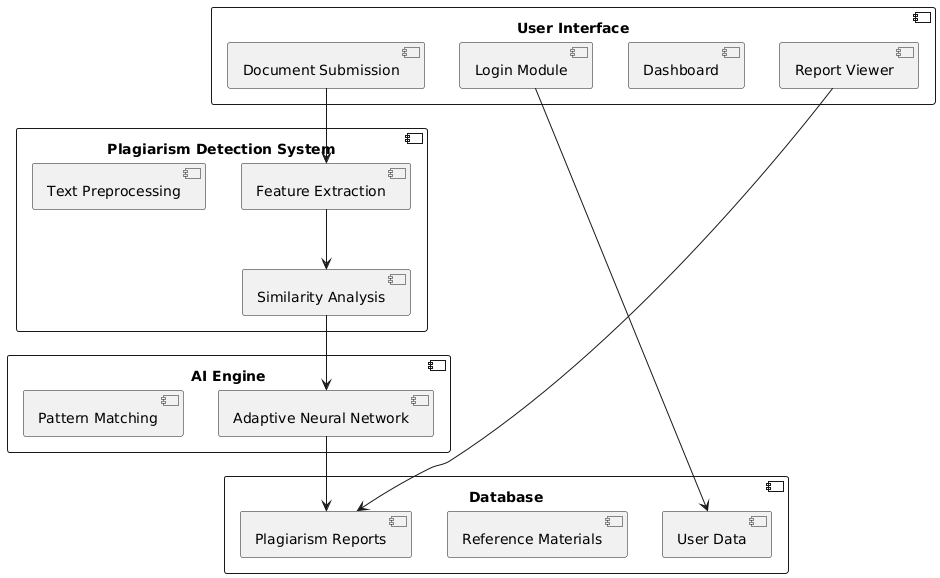 User Interface
Document Submission
Login Module
Dashboard
Report Viewer
Plagiarism Detection System
Text Preprocessing
Feature Extraction
Similarity Analysis
AI Engine
Pattern Matching
Adaptive Neural Network
Database
Plagiarism Reports
Reference Materials
User Data